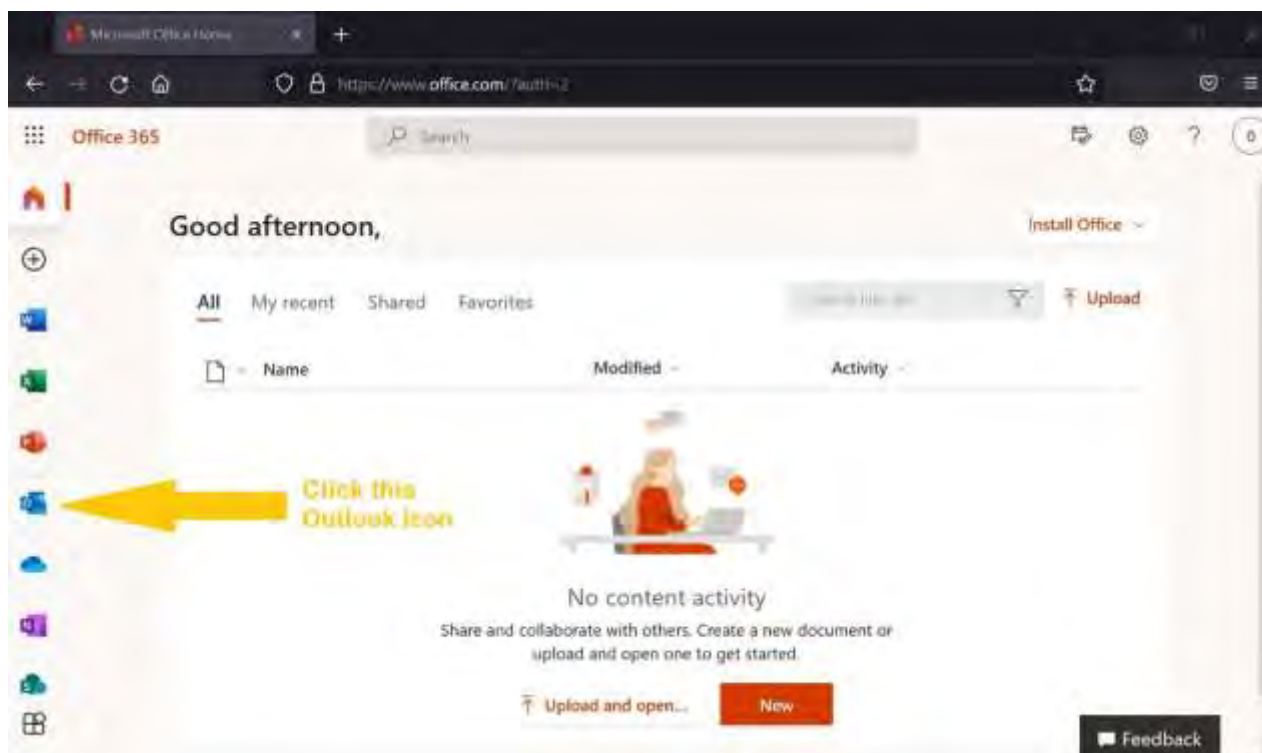 Microsoft Office Home
https://www.office.com/?auth=2
Office 365
Search
Good afternoon,
Install Office
All My recent Shared Favorites
Upload
Name Modified Activity
Click this
Outlook icon
No content activity
Share and collaborate with others. Create a new document or
upload and open one to get started.
Upload and open... New
Feedback